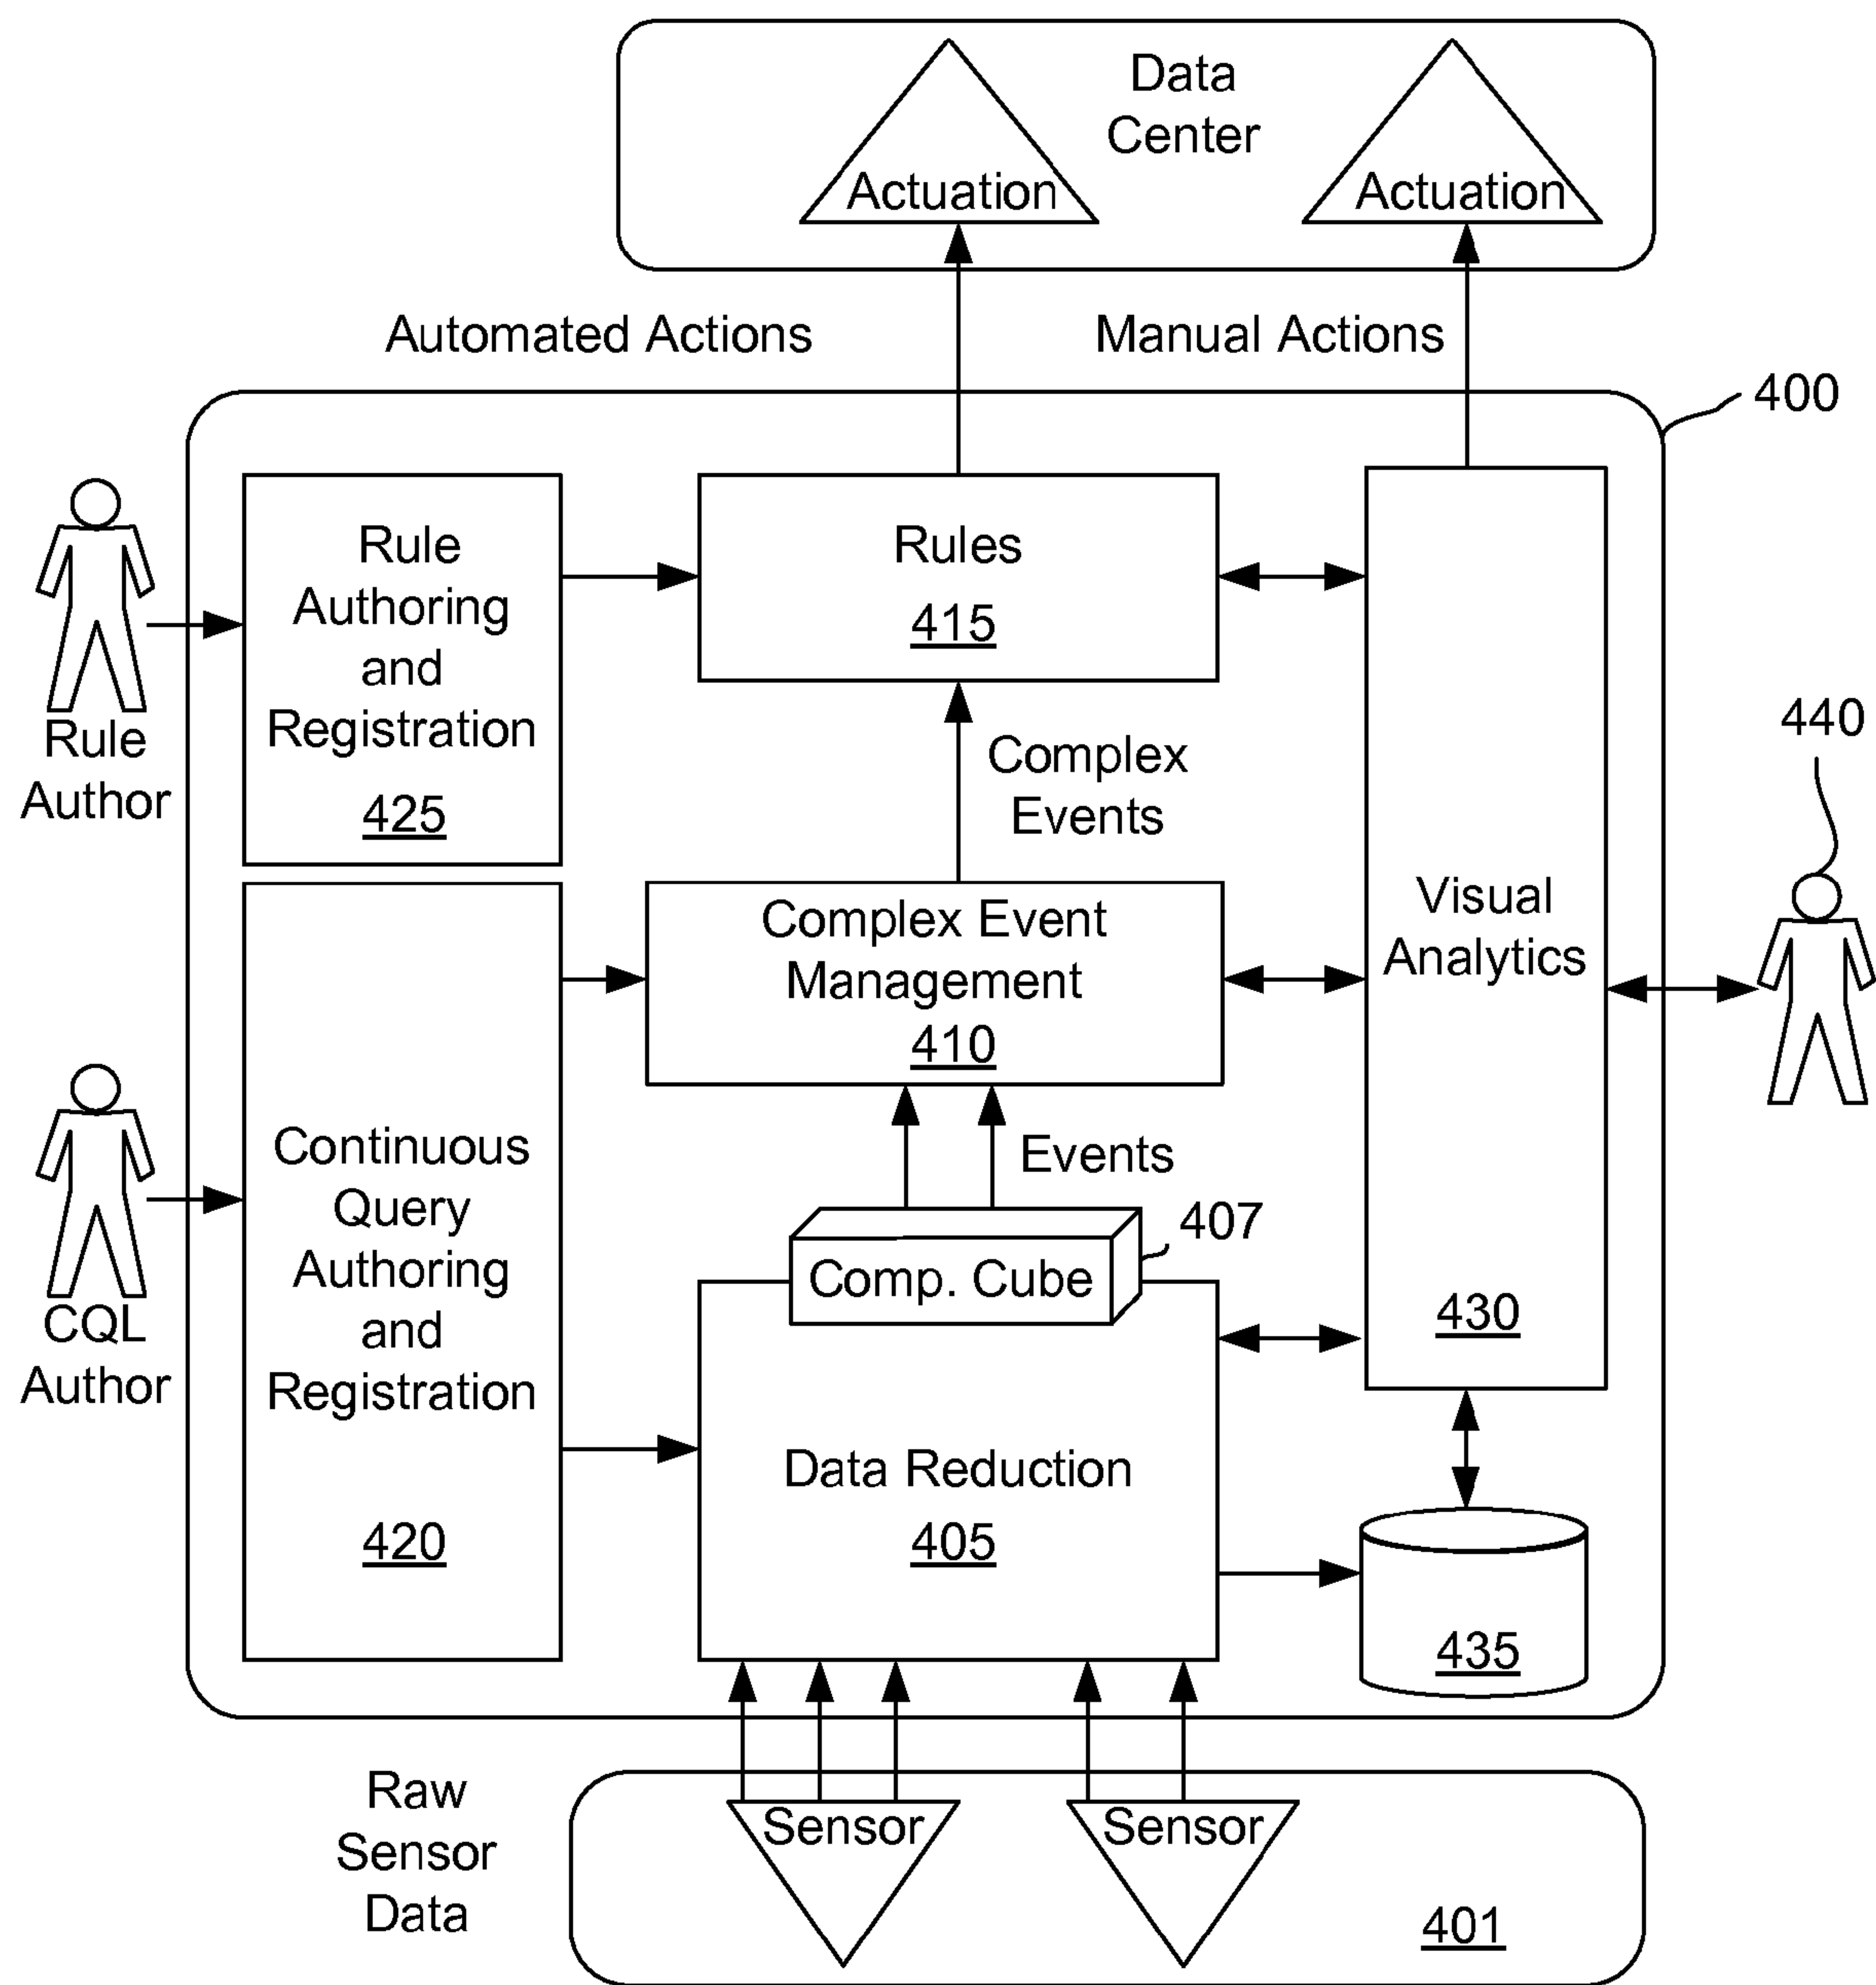 Data
Center
Actuation
Actuation
Automated Actions
Manual Actions
400
Rule
Authoring
and
Registration
425
Rules
415
Rule
Author
440
Complex
Events
Complex Event
Management
410
Visual
Analytics
430
Continuous
Query
Authoring
and
Registration
420
Events
407
Comp. Cube
CQL
Author
Data Reduction
405
435
Raw
Sensor
Data
Sensor
Sensor
401